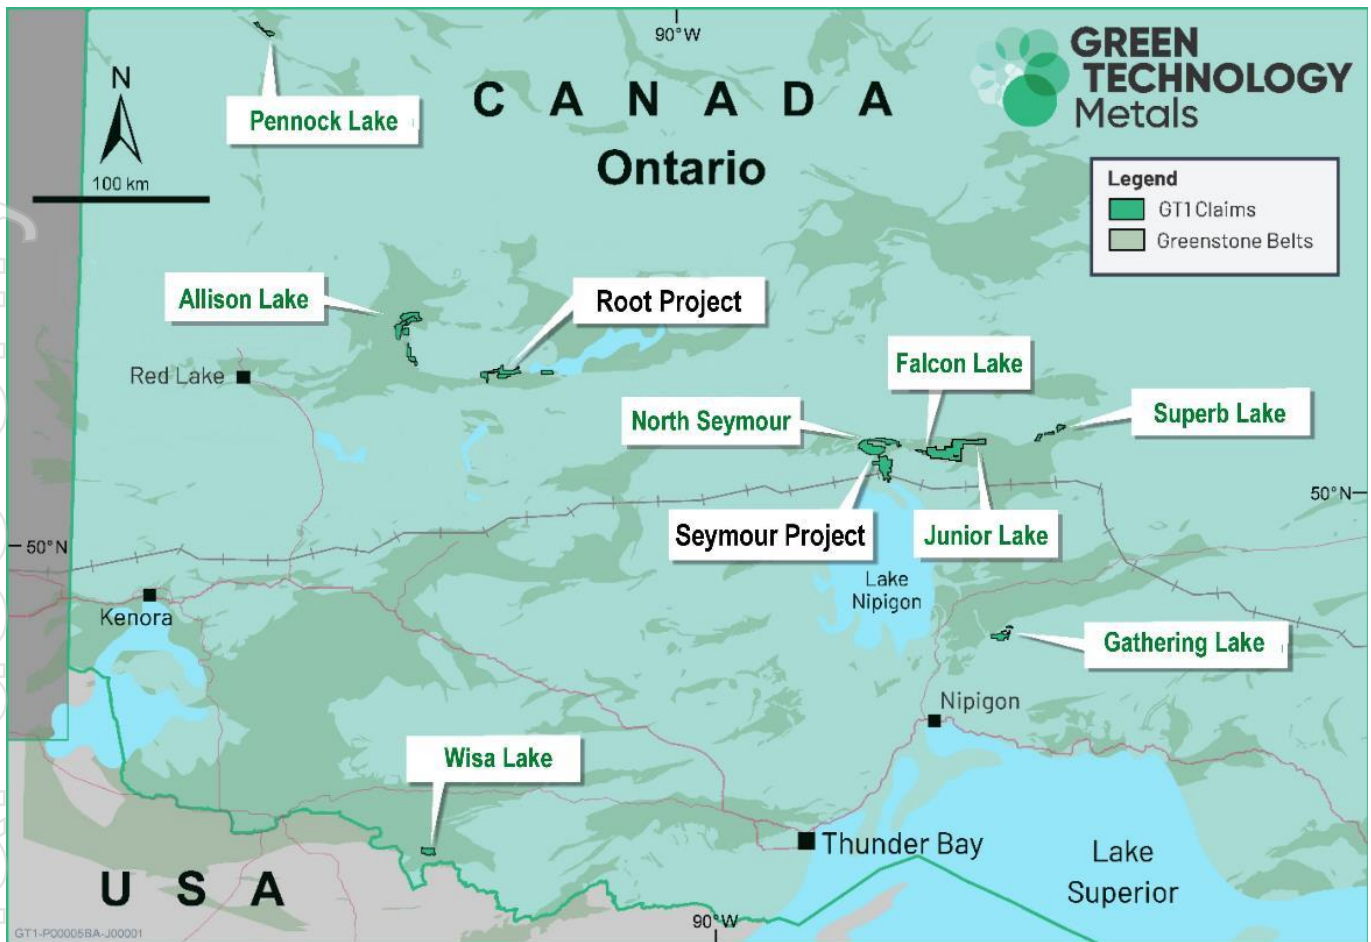 90°W
GREEN
TECHNOLOGY
Metals
N
CANADA
Pennock Lake
Ontario
100 km
Legend
GT1 Claims
Greenstone Belts
Allison Lake
Root Project
Red Lake
Falcon Lake
North Seymour
Superb Lake
50°N
Seymour Project
Junior Lake
50°N
Lake
Nipigon
Kenora
Gathering Lake
Nipigon
Wisa Lake
Thunder Bay
Lake
Superior
USA
90°W
GT1-P00005BA-J00001